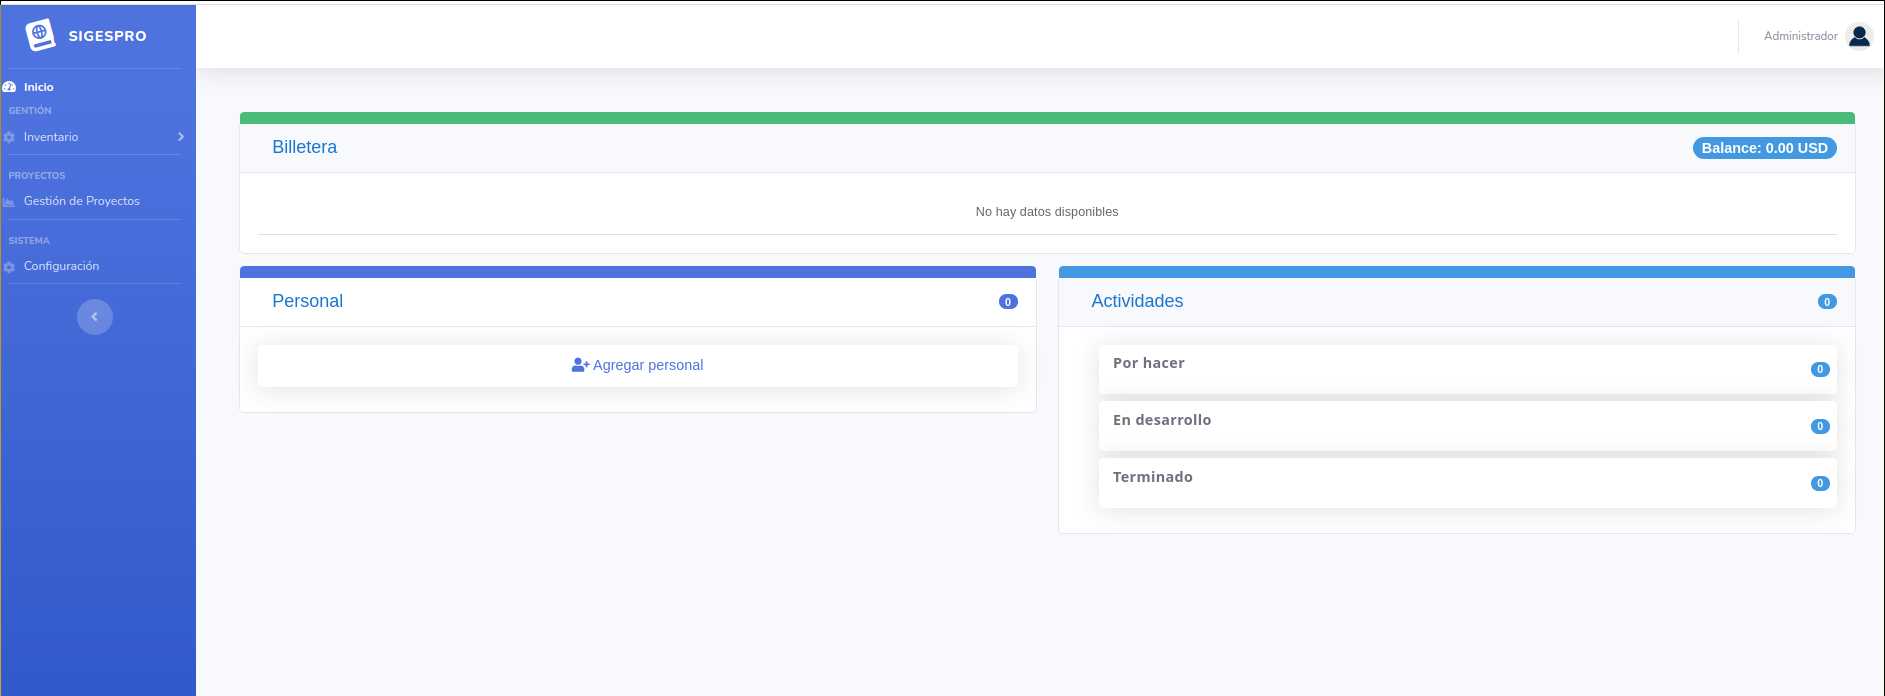 SIGESPRO
Administrador
Inicio
GENTIÓN
Inventario
PROYECTOS
Gestión de Proyectos
SISTEMA
Configuración
Billetera
Balance: 0.00 USD
No hay datos disponibles
Personal
0
Agregar personal
Actividades
0
Por hacer
0
En desarrollo
0
Terminado
0